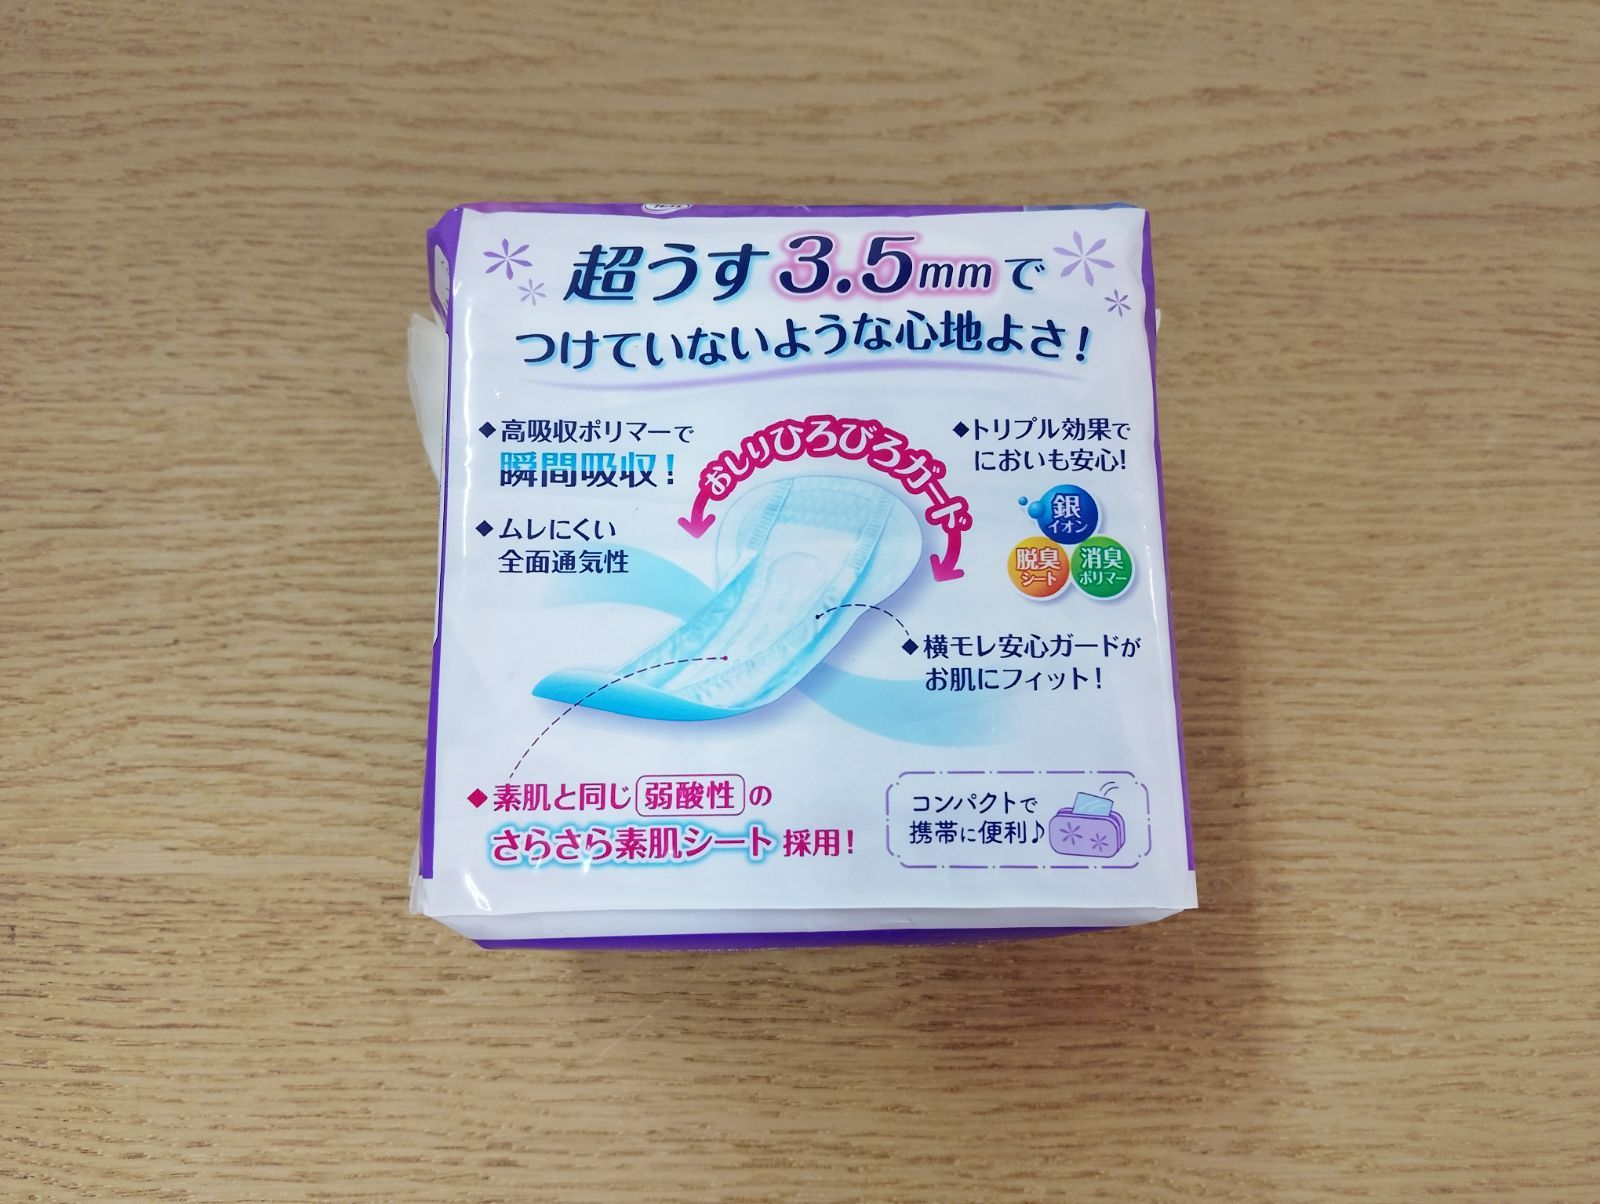 超うす3.5mmで
つけていないような心地よさ!
◆高吸収ポリマーで
瞬間吸収!
◆ムレにくい
全面通気性
おしりひろびろガード
◆トリプル効果で
においも安心!
銀
イオン
脱臭
シート
消臭
ポリマー
◆横モレ安心ガードが
お肌にフィット!
◆素肌と同じ弱酸性の
さらさら素肌シート採用!
コンパクトで
携帯に便利♪